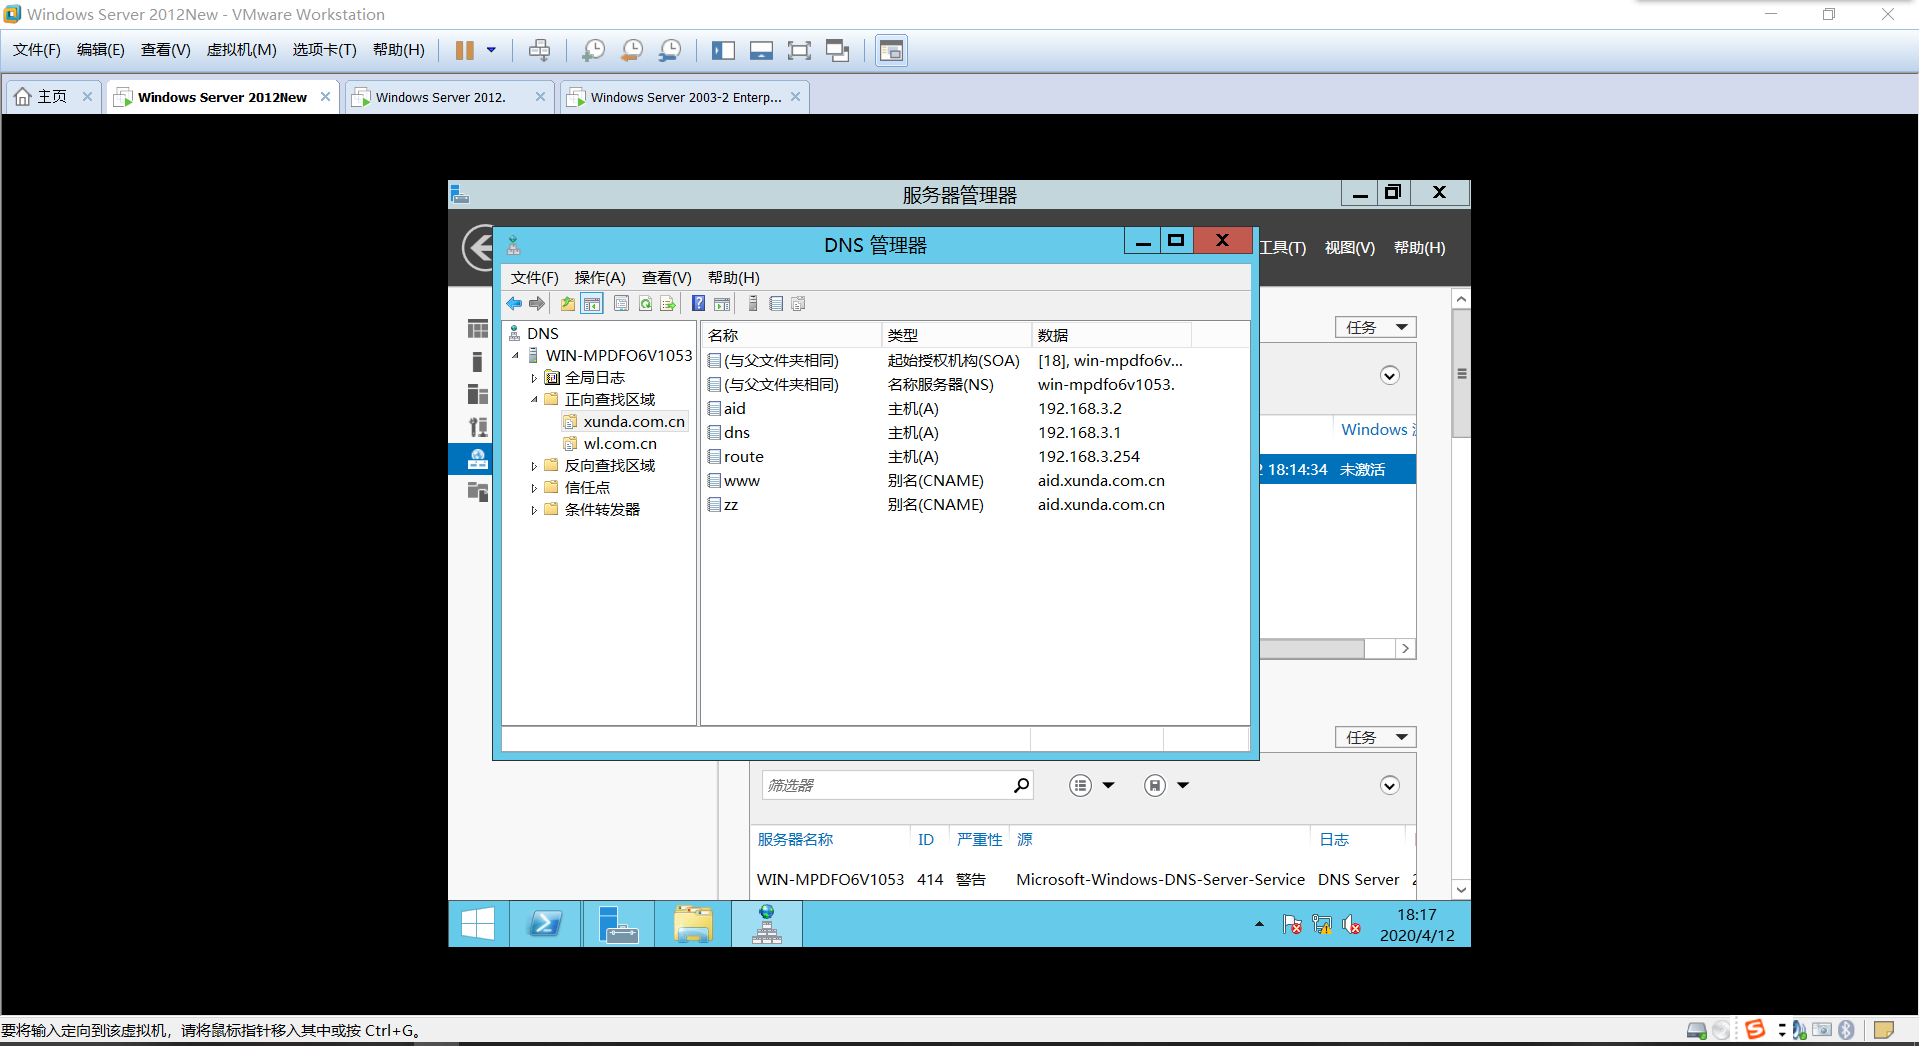 Windows Server 2012New - VMware Workstation
文件(F) 编辑(E) 查看(V) 虚拟机(M) 选项卡(T) 帮助(H)
主页 Windows Server 2012New Windows Server 2012. Windows Server 2003-2 Enterp...
服务器管理器
工具(T) 视图(V) 帮助(H)
DNS 管理器
文件(F) 操作(A) 查看(V) 帮助(H)
DNS
WIN-MPDFO6V1053
全局日志
正向查找区域
xunda.com.cn
wl.com.cn
反向查找区域
信任点
条件转发器
名称 类型 数据
(与父文件夹相同) 起始授权机构(SOA) [18], win-mpdfo6v...
(与父文件夹相同) 名称服务器(NS) win-mpdfo6v1053.
aid 主机(A) 192.168.3.2
dns 主机(A) 192.168.3.1
route 主机(A) 192.168.3.254
www 别名(CNAME) aid.xunda.com.cn
zz 别名(CNAME) aid.xunda.com.cn
任务
Windows
18:14:34 未激活
任务
筛选器
服务器名称 ID 严重性 源 日志
WIN-MPDFO6V1053 414 警告 Microsoft-Windows-DNS-Server-Service DNS Server
18:17
2020/4/12
要将输入定向到该虚拟机，请将鼠标指针移入其中或按 Ctrl+G。